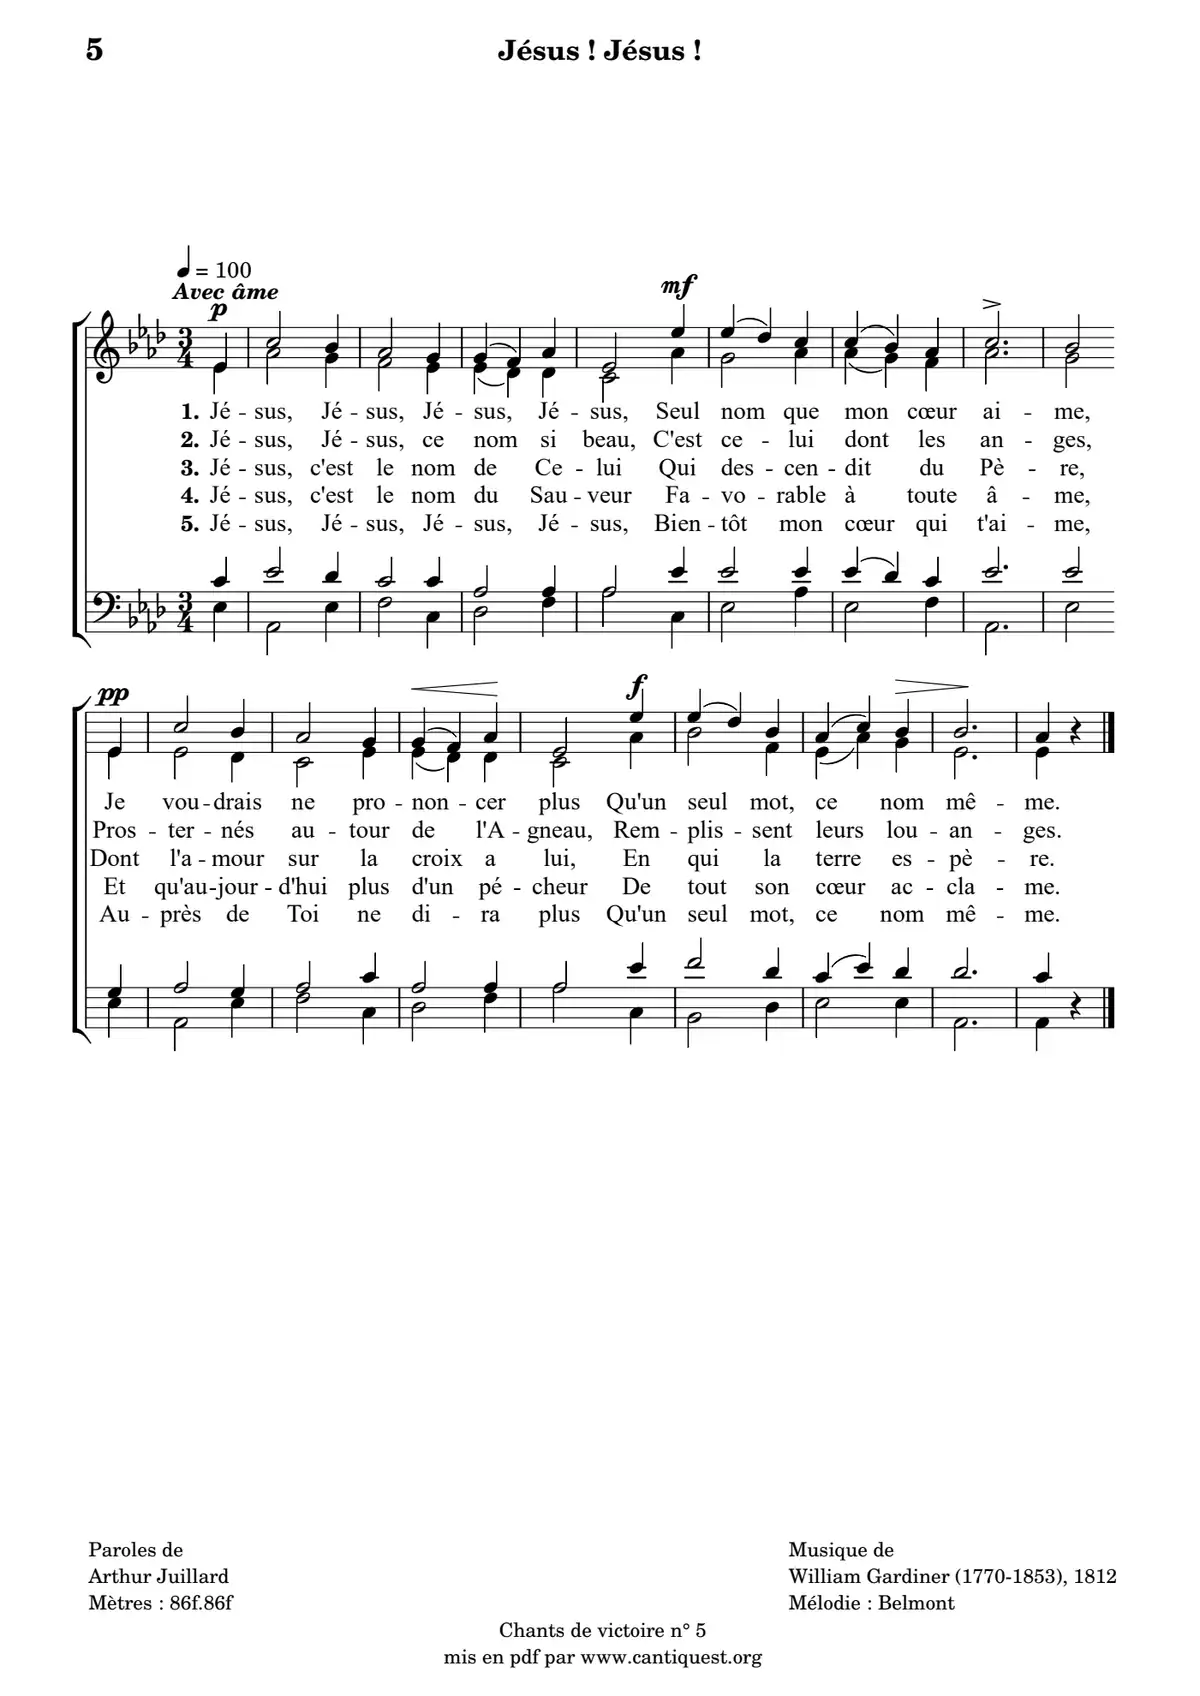 5
Jésus ! Jésus !
= 100
Avec âme
p
mf
3
4
1. Jé - sus, Jé - sus, Jé - sus, Jé - sus, Seul nom que mon cœur ai - me,
2. Jé - sus, Jé - sus, ce nom si beau, C'est ce - lui dont les an - ges,
3. Jé - sus, c'est le nom de Ce - lui Qui des - cen - dit du Pè - re,
4. Jé - sus, c'est le nom du Sau - veur Fa - vo - rable à toute â - me,
5. Jé - sus, Jé - sus, Jé - sus, Jé - sus, Bien - tôt mon cœur qui t'ai - me,
3
4
pp
f
Je vou - drais ne pro - non - cer plus Qu'un seul mot, ce nom mê - me.
Pros - ter - nés au - tour de l'A - gneau, Rem - plis - sent leurs lou - an - ges.
Dont l'a - mour sur la croix a lui, En qui la terre es - pè - re.
Et qu'au - jour - d'hui plus d'un pé - cheur De tout son cœur ac - cla - me.
Au - près de Toi ne di - ra plus Qu'un seul mot, ce nom mê - me.
Paroles de
Arthur Juillard
Mètres : 86f.86f
Musique de
William Gardiner (1770-1853), 1812
Mélodie : Belmont
Chants de victoire n° 5
mis en pdf par www.cantiquest.org